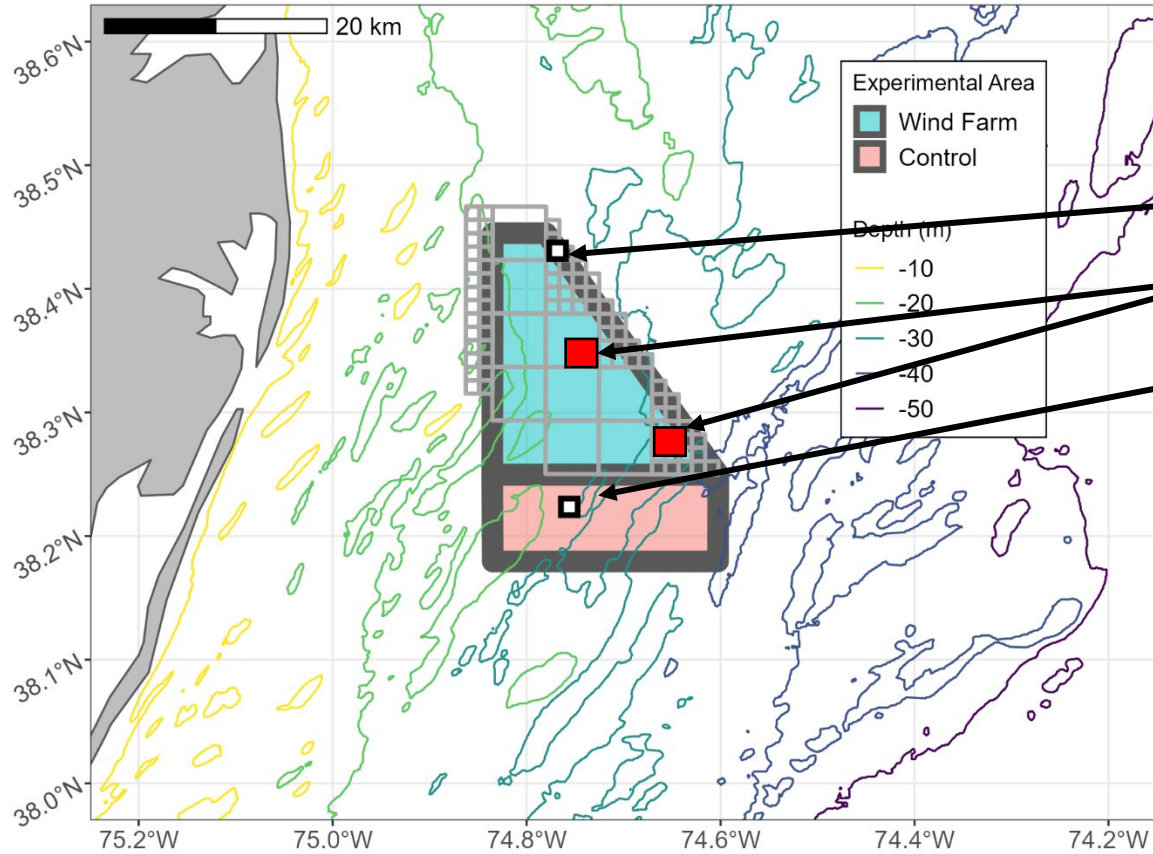 20 km
38.6°N
38.5°N
38.4°N
38.3°N
38.2°N
38.1°N
38.0°N
Experimental Area
Wind Farm
Control
Depth (m)
-10
-20
-30
-40
-50
75.2°W
75.0°W
74.8°W
74.6°W
74.4°W
74.2°W